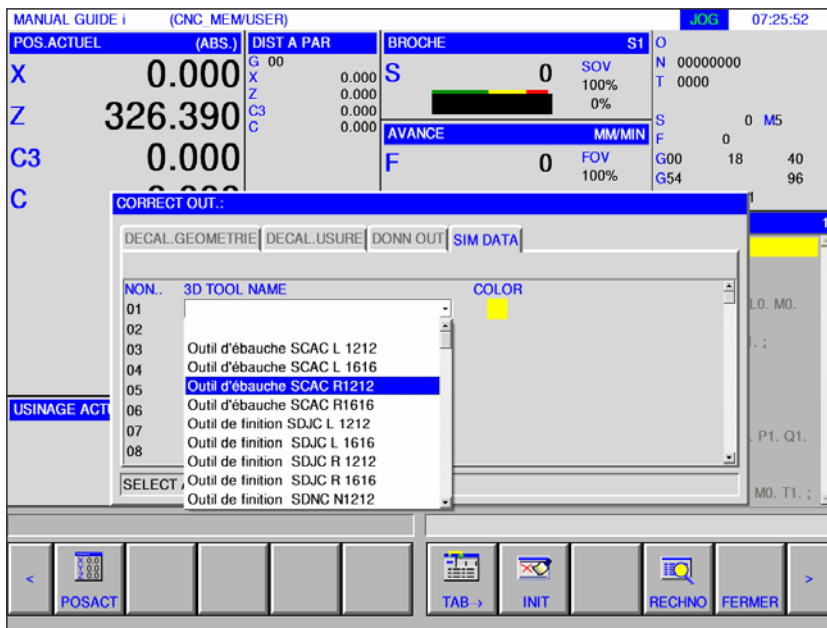 MANUAL GUIDE i (CNC_MEM/USER) JOG 07:25:52
POS.ACTUEL (ABS.) DIST A PAR BROCHE S1 O
G 00
N 00000000
X 0.000 X 0.000 S 0 SOV T 0000
100%
Z 0.000
0%
Z 326.390 C3 0.000
C 0.000
S 0 M5
AVANCE MM/MIN F 0
C3 0.000 F 0 FOV G00 18 40
100% G54 96
C
CORRECT OUT.:
DECAL.GEOMETRIE DECAL.USURE DONN OUT SIM DATA
NON.. 3D TOOL NAME COLOR
01
02
03 Outil d'ébauche SCAC L 1212
04 Outil d'ébauche SCAC L 1616
05 Outil d'ébauche SCAC R1212
06 Outil d'ébauche SCAC R1616
07 Outil de finition SDJC L 1212
08 Outil de finition SDJC L 1616
Outil de finition SDJC R 1212
Outil de finition SDJC R 1616
Outil de finition SDNC N1212
SELECT
USINAGE ACT
L0. M0.
. ;
. P1. Q1.
M0. T1. ;
< POSACT TAB→ INIT RECHNO FERMER >